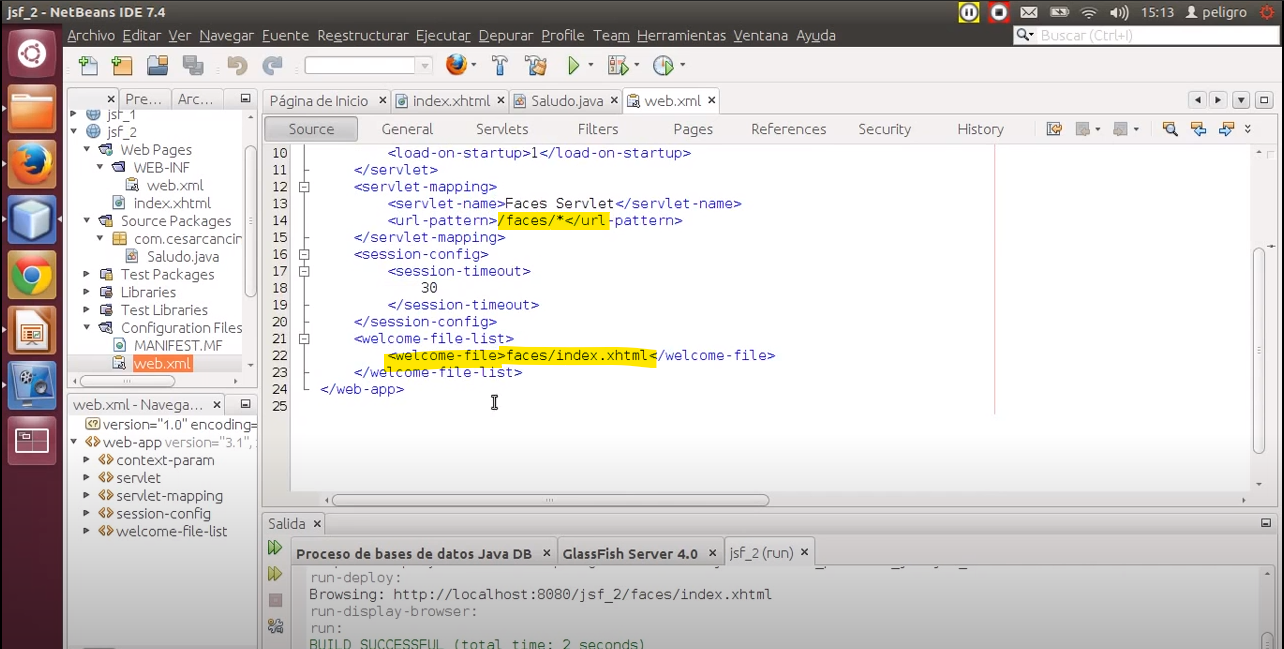 jsf_2 - NetBeans IDE 7.4
15:13 peligro
Archivo Editar Ver Navegar Fuente Reestructurar Ejecutar Depurar Profile Team Herramientas Ventana Ayuda
Buscar (Ctrl+I)
Pre... Arc...
Página de Inicio index.xhtml Saludo.java web.xml
Source General Servlets Filters Pages References Security History
jsf_1
jsf_2
Web Pages
WEB-INF
web.xml
index.xhtml
Source Packages
com.cesarcancin
Saludo.java
Test Packages
Libraries
Test Libraries
Configuration Files
MANIFEST.MF
web.xml
10 <load-on-startup>1</load-on-startup>
11 </servlet>
12 <servlet-mapping>
13 <servlet-name>Faces Servlet</servlet-name>
14 <url-pattern>/faces/*</url-pattern>
15 </servlet-mapping>
16 <session-config>
17 <session-timeout>
18 30
19 </session-timeout>
20 </session-config>
21 <welcome-file-list>
22 <welcome-file>faces/index.xhtml</welcome-file>
23 </welcome-file-list>
24 </web-app>
25
web.xml - Navega...
version="1.0" encoding=
web-app version="3.1",
context-param
servlet
servlet-mapping
session-config
welcome-file-list
Salida
Proceso de bases de datos Java DB GlassFish Server 4.0 jsf_2 (run)
run-deploy:
Browsing: http://localhost:8080/jsf_2/faces/index.xhtml
run-display-browser:
run:
BUILD SUCCESSFUL (total time: 2 seconds)